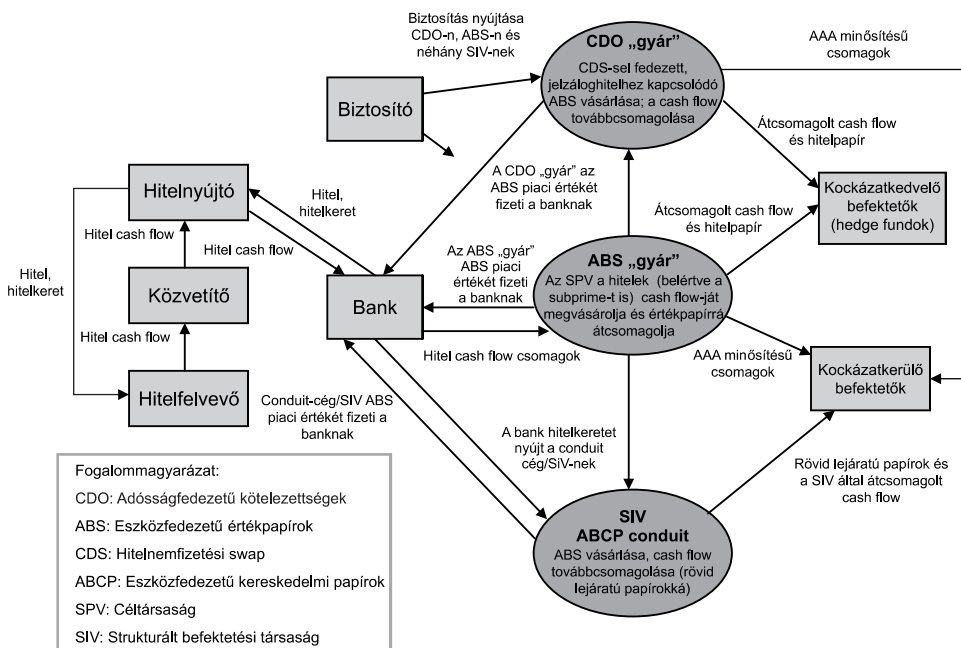 Biztosítás nyújtása
CDO-n, ABS-n és
néhány SIV-nek
CDO „gyár”
CDS-sel fedezett,
jelzáloghitelhez kapcsolódó
ABS vásárlása; a cash flow
továbbcsomagolása
AAA minősítésű
csomagok
Biztosító
Átcsomagolt cash flow
és hitelpapír
A CDO „gyár” az
ABS piaci értékét
fizeti a banknak
Hitelnyújtó
Hitel,
hitelkeret
Kockázatkedvelő
befektetők
(hedge fundok)
Átcsomagolt cash flow
és hitelpapír
Hitel cash flow
Hitel cash flow
Hitel,
hitelkeret
Közvetítő
Az ABS „gyár”
ABS piaci
értékét fizeti
a banknak
ABS „gyár”
Az SPV a hitelek (belértve a
subprime-t is) cash flow-ját
megvásárolja és értékpapírrá
átcsomagolja
Bank
Hitel cash flow
Hitel cash flow csomagok
AAA minősítésű
csomagok
Kockázatkerülő
befektetők
Hitelfelvevő
Conduit-cég/SIV ABS
piaci értékét fizeti a
banknak
A bank hitelkeretet
nyújt a conduit
cég/SiV-nek
Rövid lejáratú papírok és
a SIV által átcsomagolt
cash flow
SIV
ABCP conduit
ABS vásárlása, cash flow
továbbcsomagolása (rövid
lejáratú papírokká)
Fogalommagyarázat:
CDO: Adósságfedezetű kötelezettségek
ABS: Eszközfedezetű értékpapírok
CDS: Hitelnemfizetési swap
ABCP: Eszközfedezetű kereskedelmi papírok
SPV: Céltársaság
SIV: Strukturált befektetési társaság